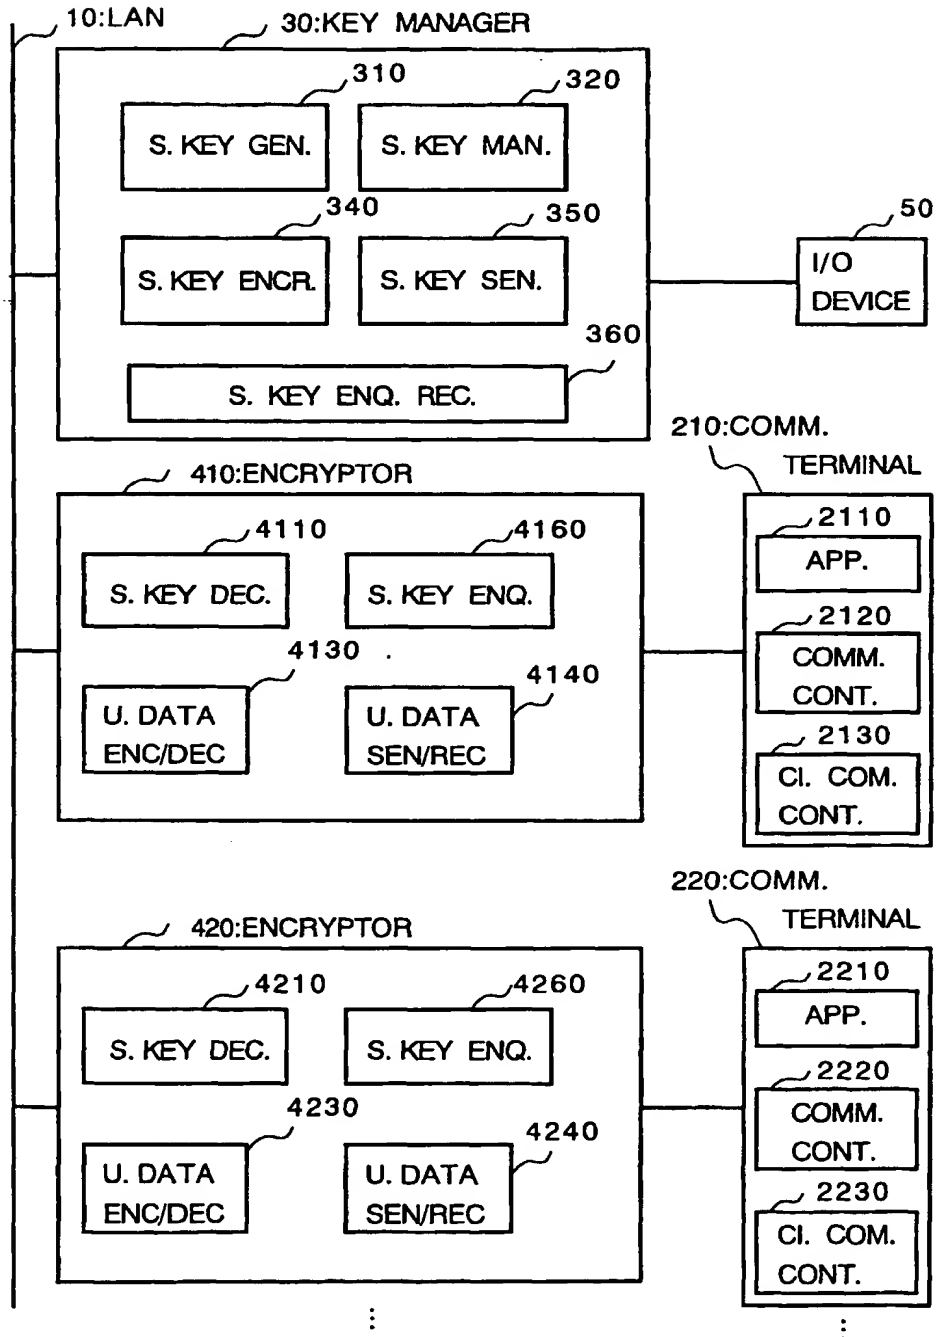 10:LAN
30:KEY MANAGER
310
320
S. KEY GEN.
S. KEY MAN.
340
350
50
S. KEY ENCR.
S. KEY SEN.
I/O
DEVICE
360
S. KEY ENQ. REC.
210:COMM.
TERMINAL
410:ENCRYPTOR
4110
4160
2110
S. KEY DEC.
S. KEY ENQ.
APP.
2120
4130
4140
COMM.
CONT.
U. DATA
ENC/DEC
U. DATA
SEN/REC
2130
CI. COM.
CONT.
220:COMM.
TERMINAL
420:ENCRYPTOR
4210
4260
2210
S. KEY DEC.
S. KEY ENQ.
APP.
2220
4230
4240
COMM.
CONT.
U. DATA
ENC/DEC
U. DATA
SEN/REC
2230
CI. COM.
CONT.